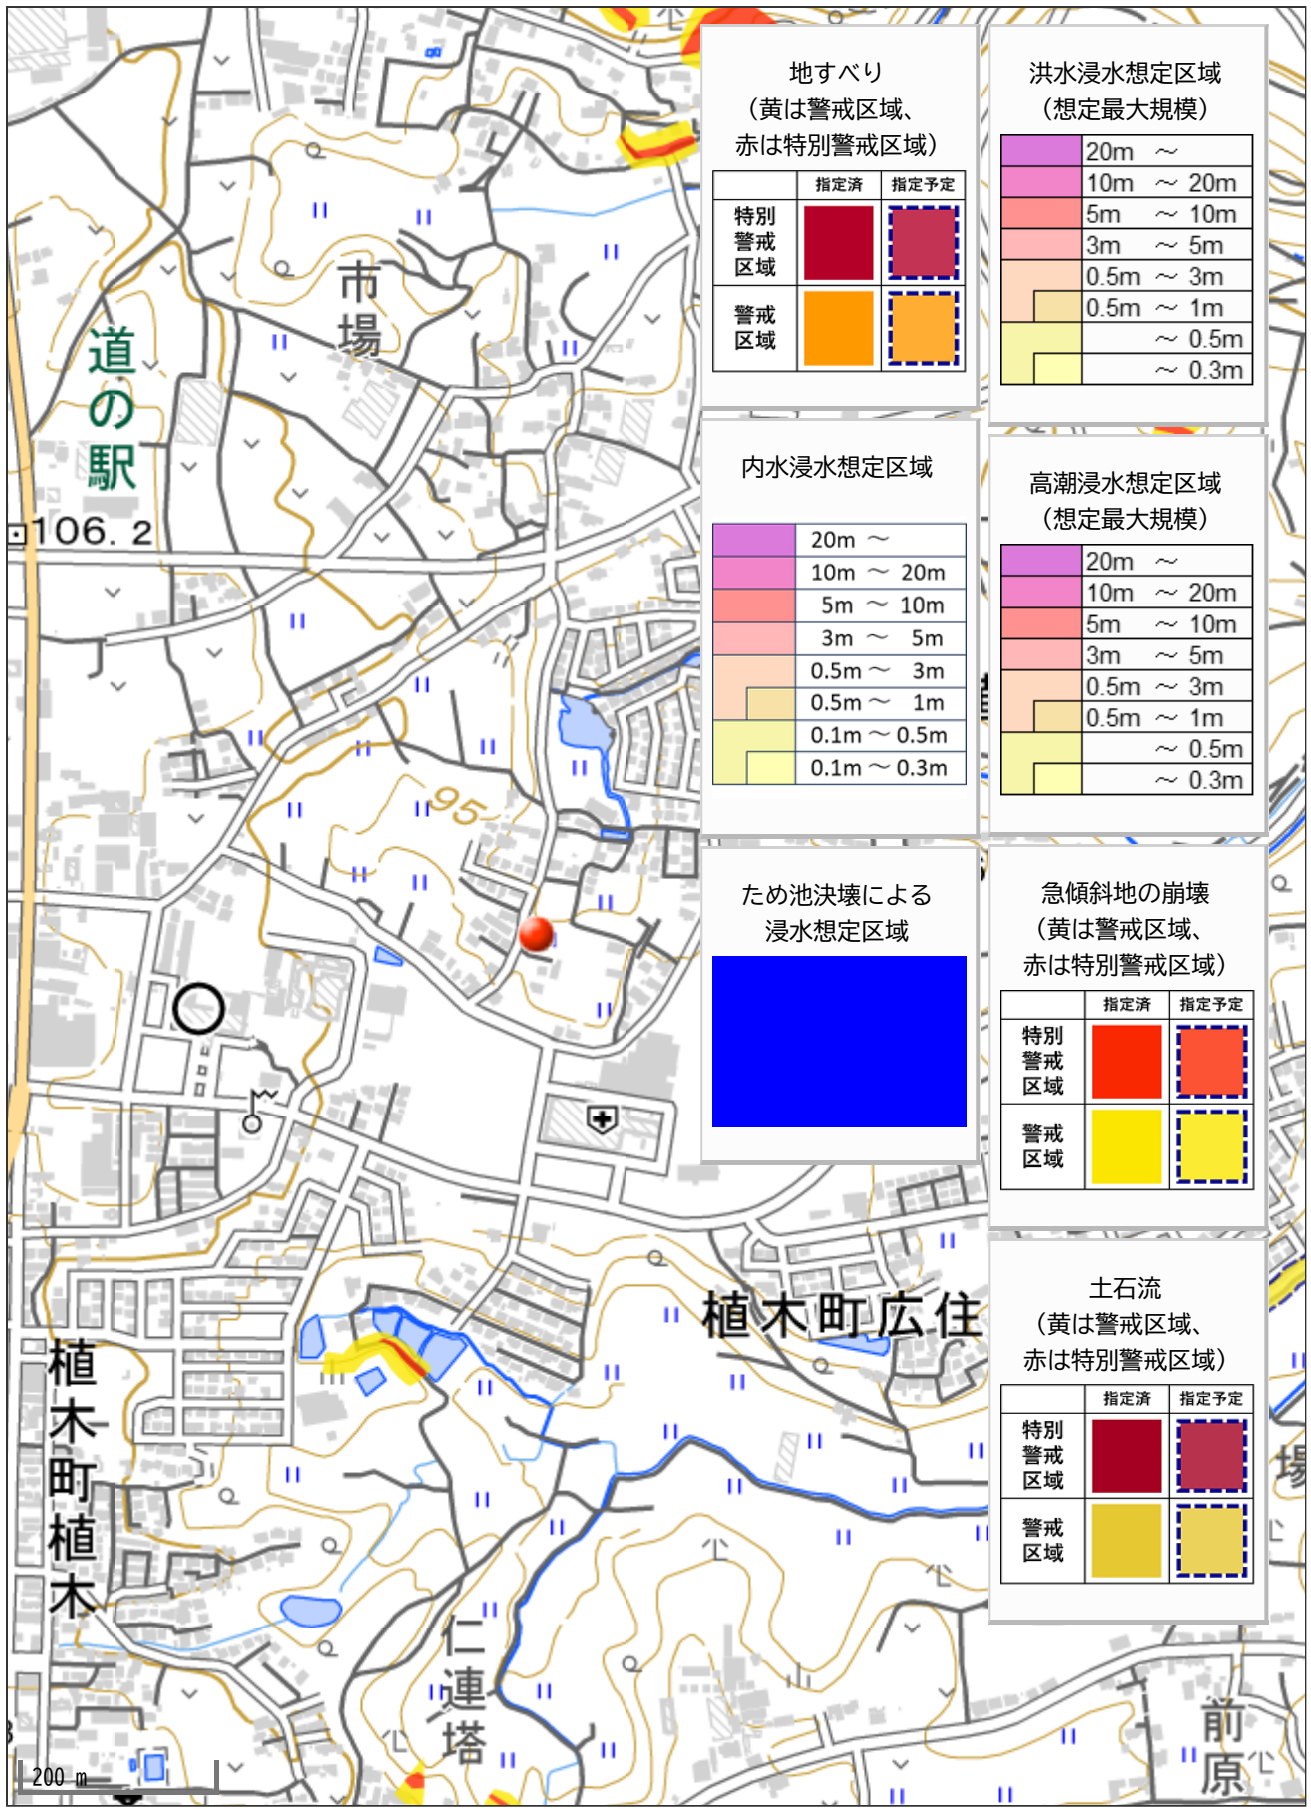 市場
道の駅
106.2
95
植木町広住
植木町植木
仁連塔
前原
200 m
地すべり
（黄は警戒区域、
赤は特別警戒区域）
指定済 指定予定
特別
警戒
区域
警戒
区域
洪水浸水想定区域
（想定最大規模）
20m ～
10m ～ 20m
5m ～ 10m
3m ～ 5m
0.5m ～ 3m
0.5m ～ 1m
～ 0.5m
～ 0.3m
内水浸水想定区域
20m ～
10m ～ 20m
5m ～ 10m
3m ～ 5m
0.5m ～ 3m
0.5m ～ 1m
0.1m ～ 0.5m
0.1m ～ 0.3m
高潮浸水想定区域
（想定最大規模）
20m ～
10m ～ 20m
5m ～ 10m
3m ～ 5m
0.5m ～ 3m
0.5m ～ 1m
～ 0.5m
～ 0.3m
ため池決壊による
浸水想定区域
急傾斜地の崩壊
（黄は警戒区域、
赤は特別警戒区域）
指定済 指定予定
特別
警戒
区域
警戒
区域
土石流
（黄は警戒区域、
赤は特別警戒区域）
指定済 指定予定
特別
警戒
区域
警戒
区域